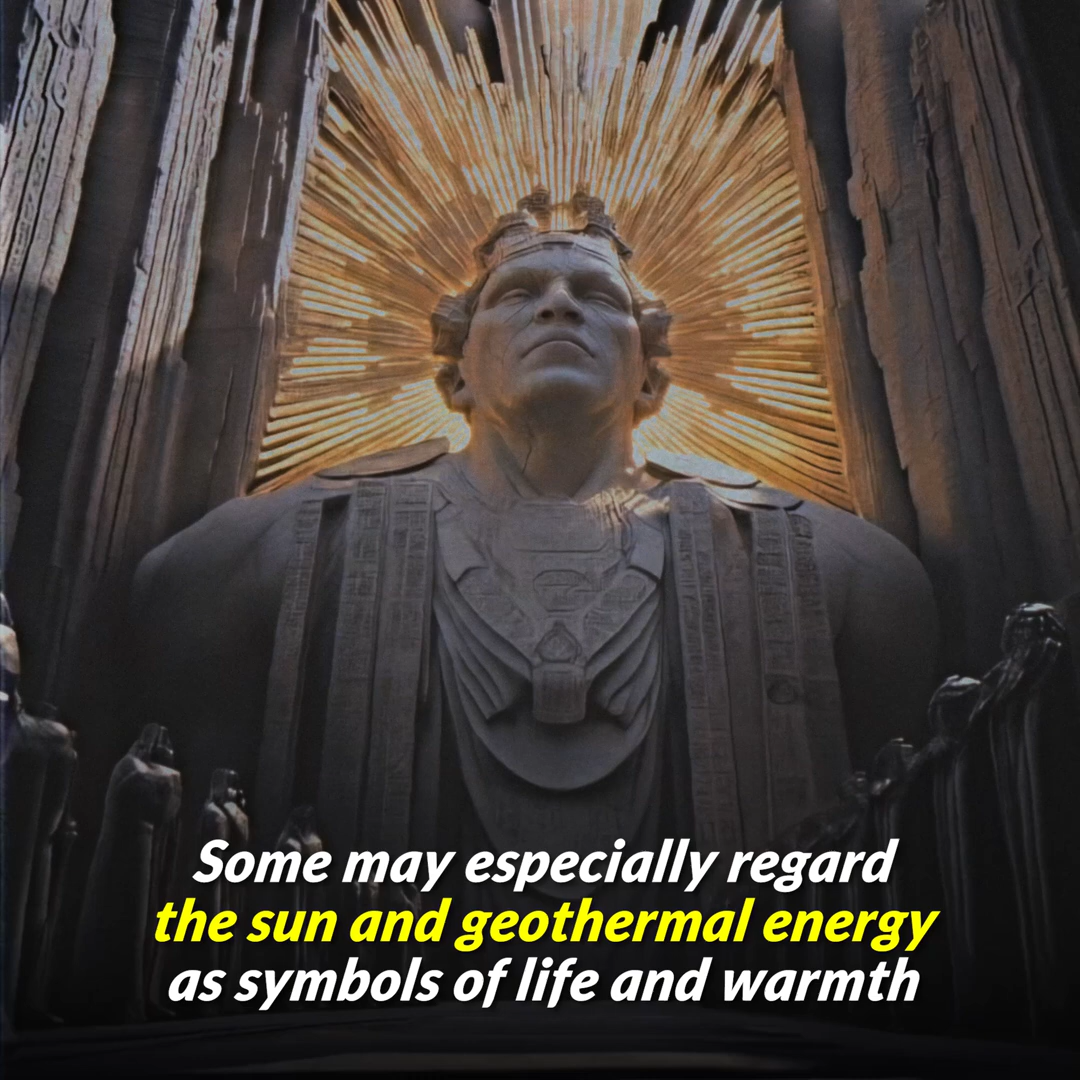 Some may especially regard
the sun and geothermal energy
as symbols of life and warmth